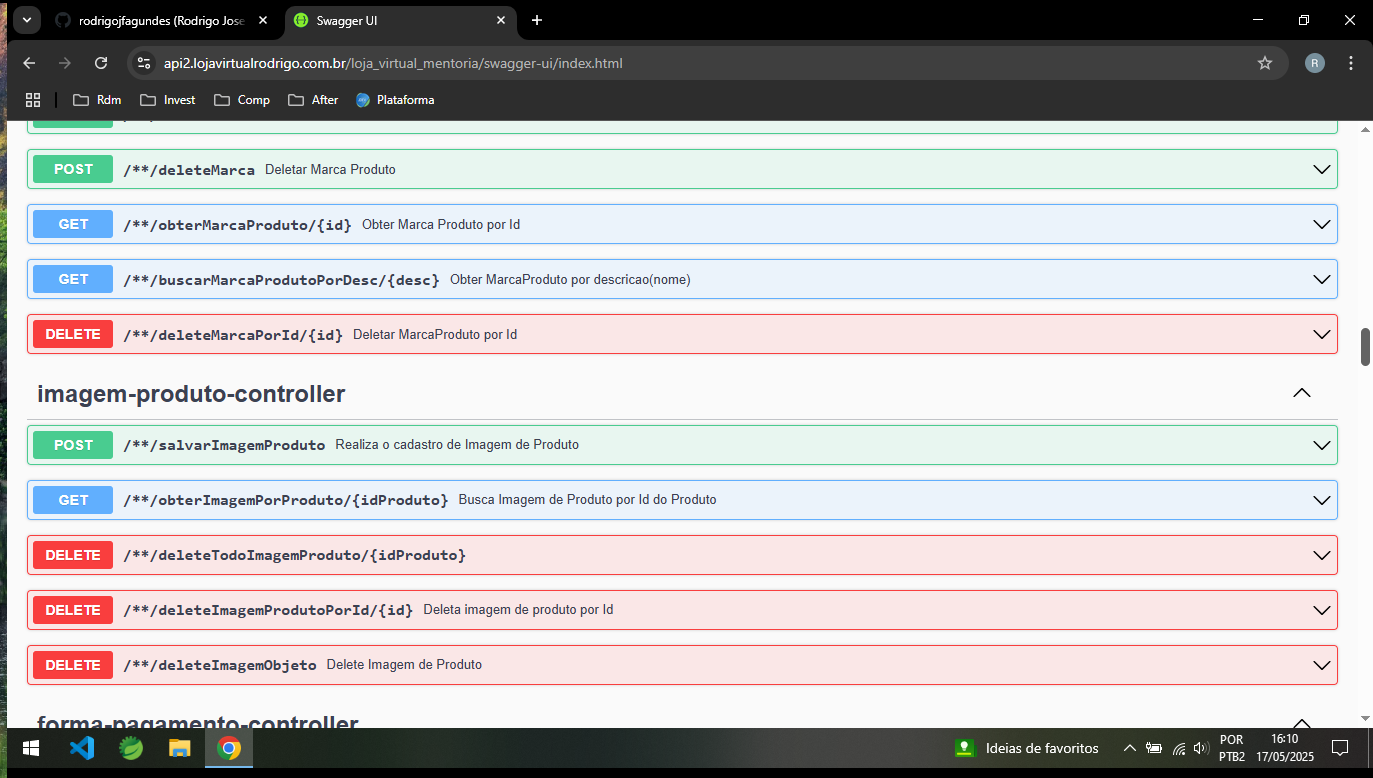 rodrigojfagundes (Rodrigo Jose
Swagger UI
api2.lojavirtualrodrigo.com.br/loja_virtual_mentoria/swagger-ui/index.html
R
Rdm Invest Comp After Plataforma
POST /**/deleteMarca Deletar Marca Produto
GET /**/obterMarcaProduto/{id} Obter Marca Produto por Id
GET /**/buscarMarcaProdutoPorDesc/{desc} Obter MarcaProduto por descricao(nome)
DELETE /**/deleteMarcaPorId/{id} Deletar MarcaProduto por Id
imagem-produto-controller
POST /**/salvarImagemProduto Realiza o cadastro de Imagem de Produto
GET /**/obterImagemPorProduto/{idProduto} Busca Imagem de Produto por Id do Produto
DELETE /**/deleteTodoImagemProduto/{idProduto}
DELETE /**/deleteImagemProdutoPorId/{id} Deleta imagem de produto por Id
DELETE /**/deleteImagemObjeto Delete Imagem de Produto
forma-pagamento-controller
Ideias de favoritos
POR
PTB2
16:10
17/05/2025